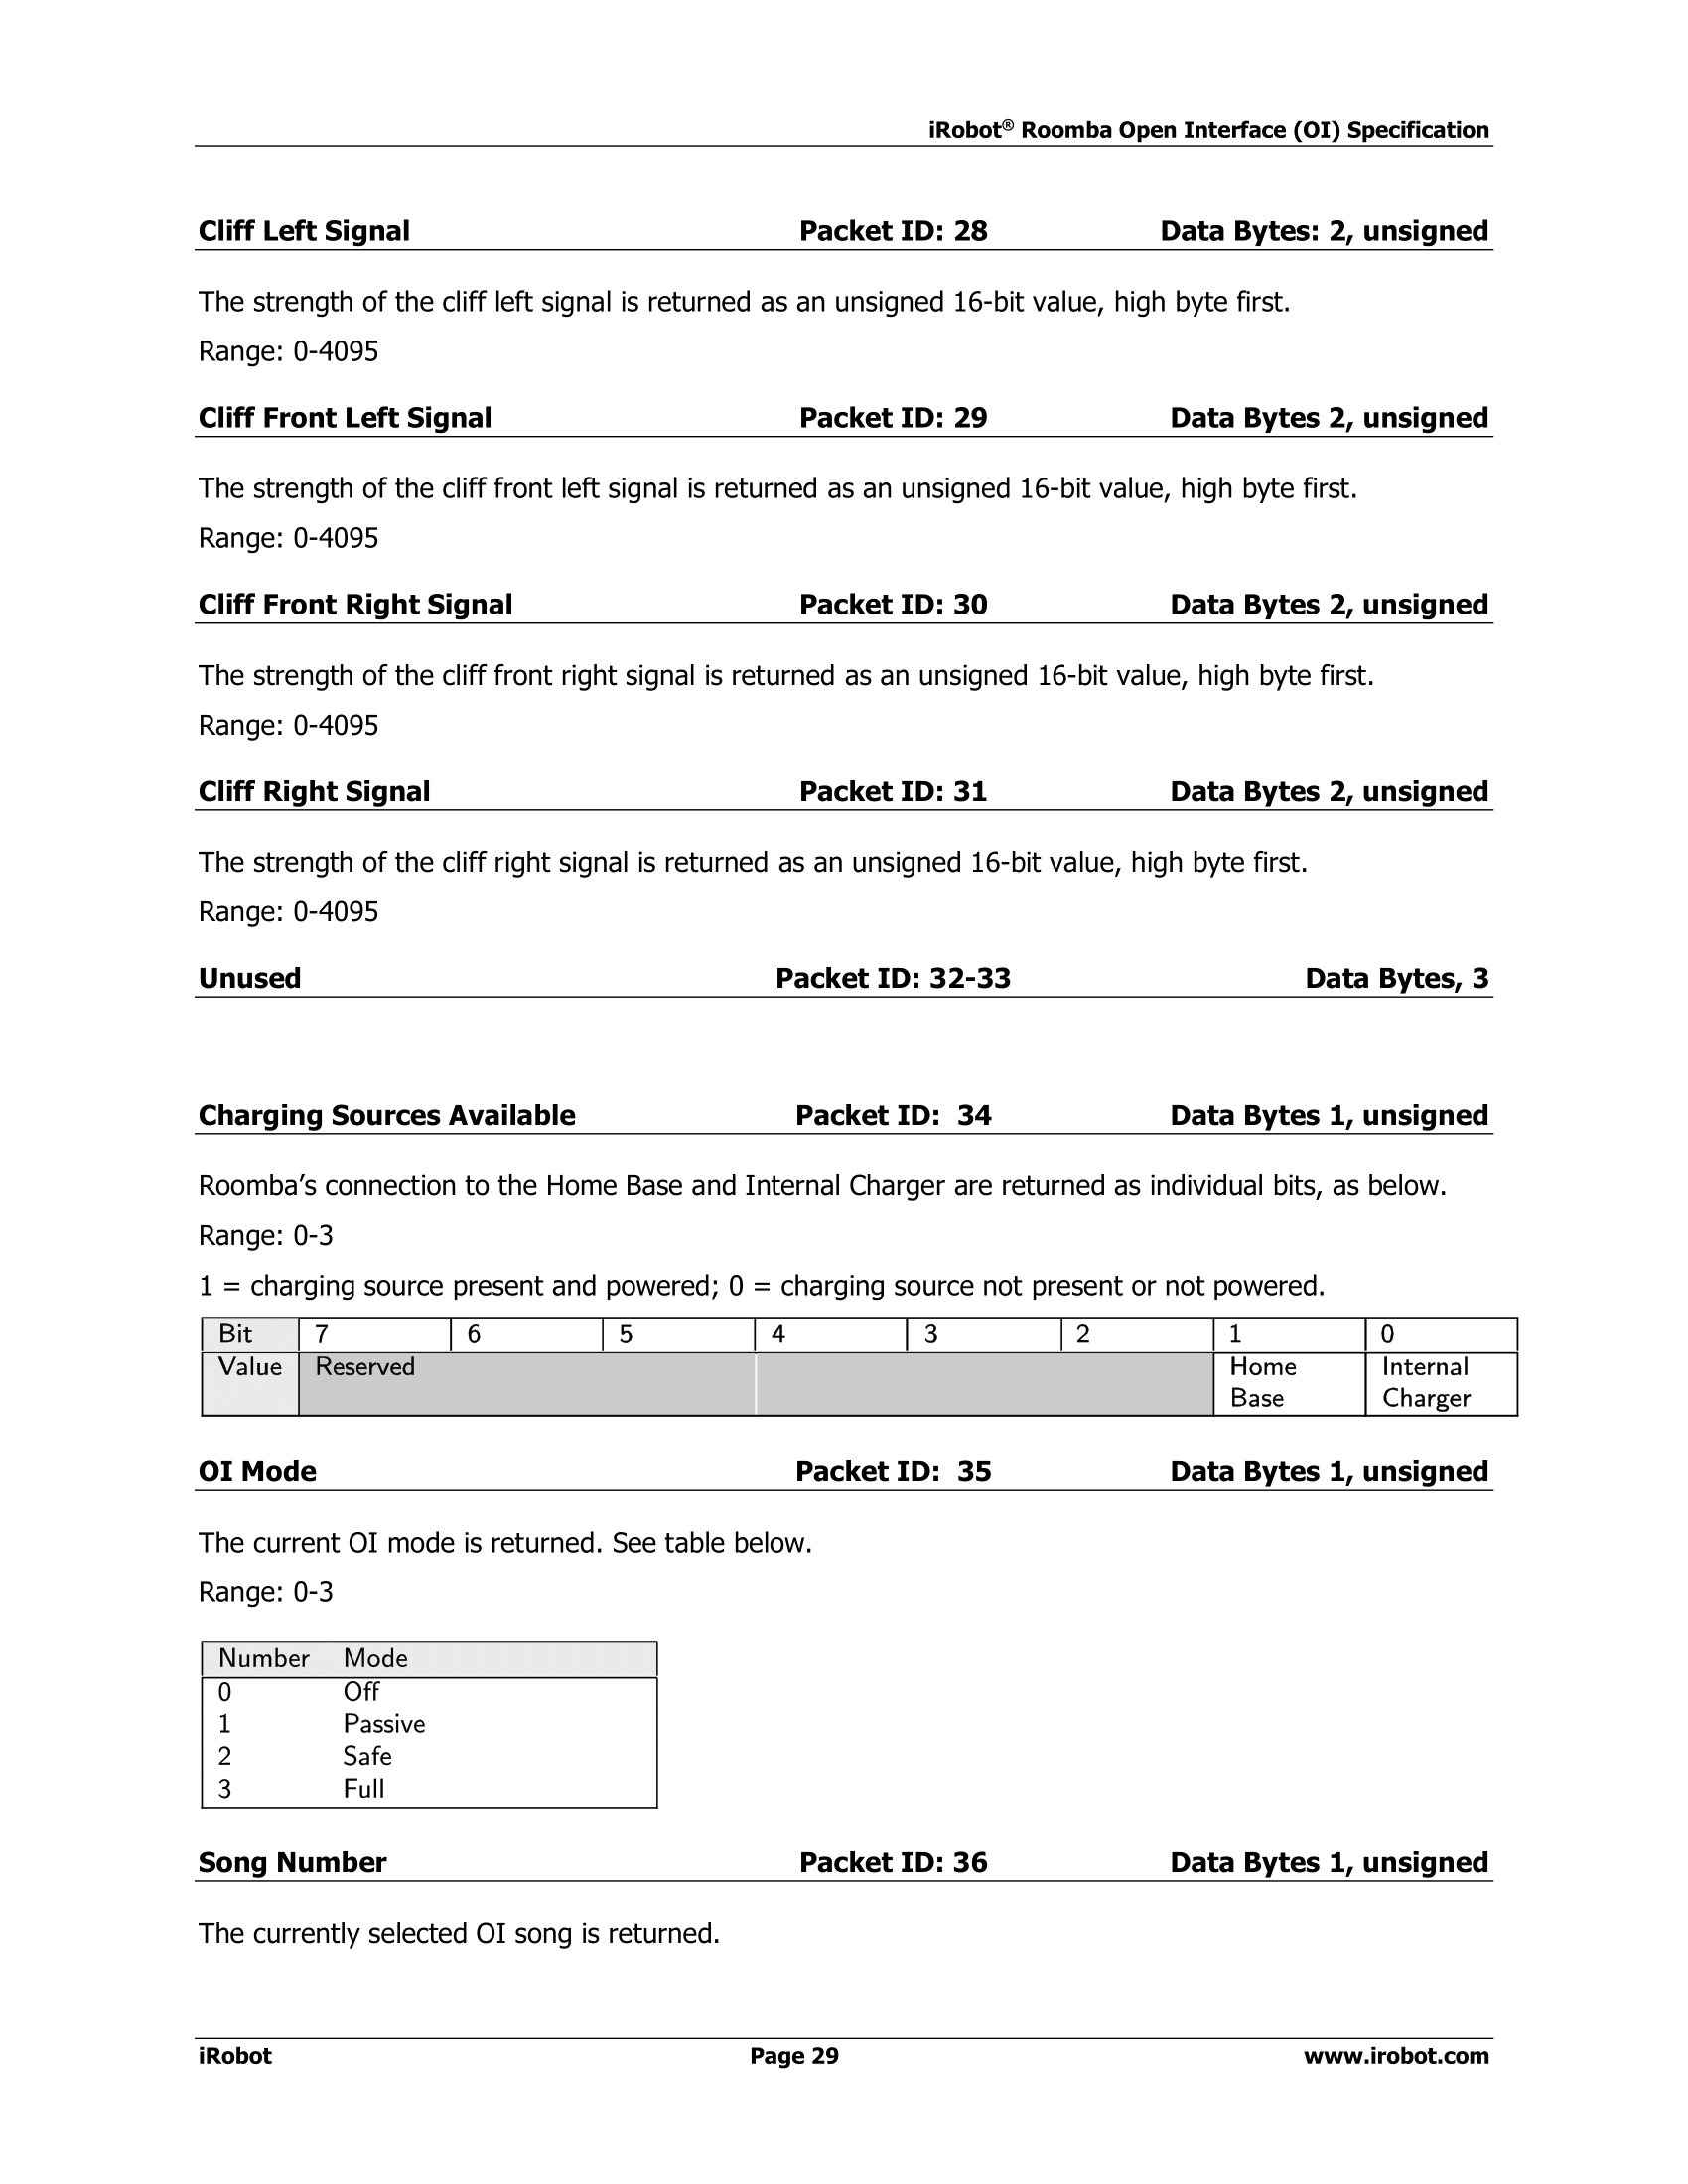 iRobot® Roomba Open Interface (OI) Specification
Cliff Left Signal Packet ID: 28 Data Bytes: 2, unsigned
The strength of the cliff left signal is returned as an unsigned 16-bit value, high byte first.
Range: 0-4095
Cliff Front Left Signal Packet ID: 29 Data Bytes 2, unsigned
The strength of the cliff front left signal is returned as an unsigned 16-bit value, high byte first.
Range: 0-4095
Cliff Front Right Signal Packet ID: 30 Data Bytes 2, unsigned
The strength of the cliff front right signal is returned as an unsigned 16-bit value, high byte first.
Range: 0-4095
Cliff Right Signal Packet ID: 31 Data Bytes 2, unsigned
The strength of the cliff right signal is returned as an unsigned 16-bit value, high byte first.
Range: 0-4095
Unused Packet ID: 32-33 Data Bytes, 3
Charging Sources Available Packet ID: 34 Data Bytes 1, unsigned
Roomba’s connection to the Home Base and Internal Charger are returned as individual bits, as below.
Range: 0-3
1 = charging source present and powered; 0 = charging source not present or not powered.
Bit 7 6 5 4 3 2 1 0
Value Reserved Home Internal
Base Charger
OI Mode Packet ID: 35 Data Bytes 1, unsigned
The current OI mode is returned. See table below.
Range: 0-3
Number Mode
0 Off
1 Passive
2 Safe
3 Full
Song Number Packet ID: 36 Data Bytes 1, unsigned
The currently selected OI song is returned.
iRobot Page 29 www.irobot.com